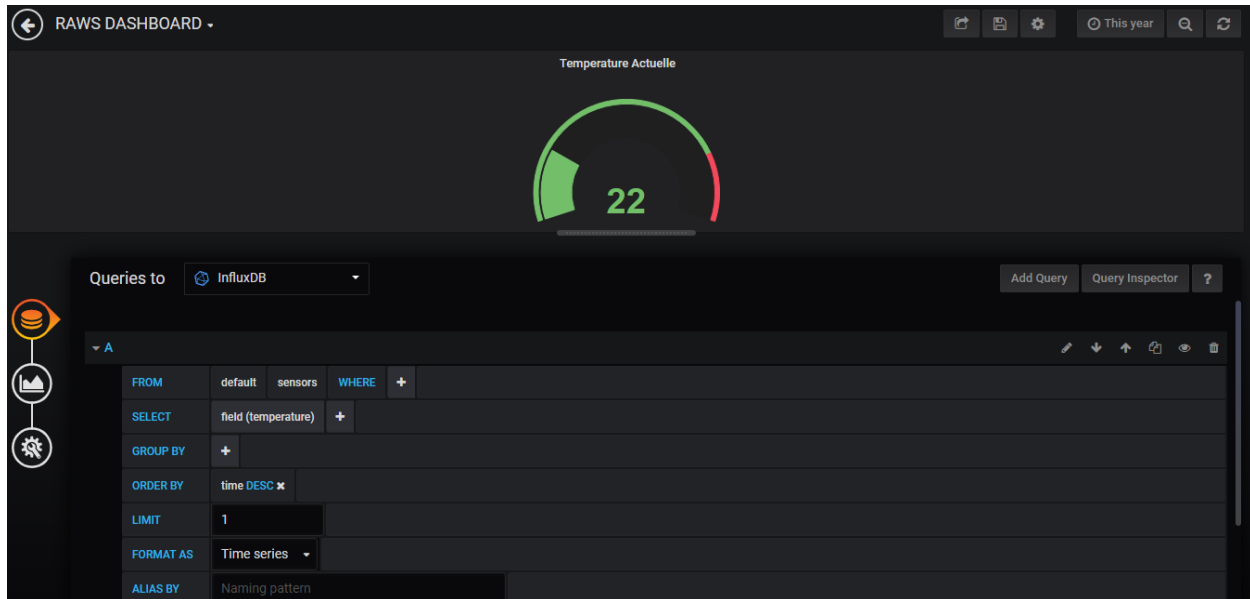 RAWS DASHBOARD
This year
Temperature Actuelle
22
Queries to InfluxDB
Add Query Query Inspector ?
A
FROM default sensors WHERE +
SELECT field (temperature) +
GROUP BY +
ORDER BY time DESC
LIMIT 1
FORMAT AS Time series
ALIAS BY Naming pattern